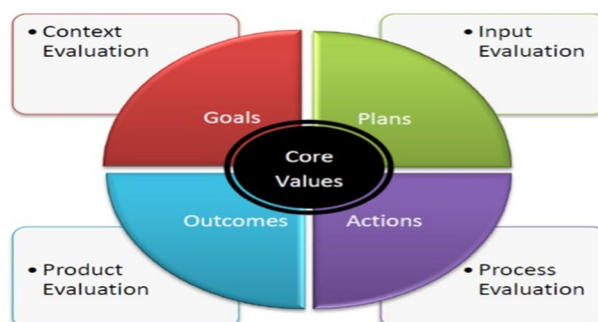 • Context
Evaluation
• Input
Evaluation
Goals
Plans
Core
Values
Outcomes
Actions
• Product
Evaluation
• Process
Evaluation